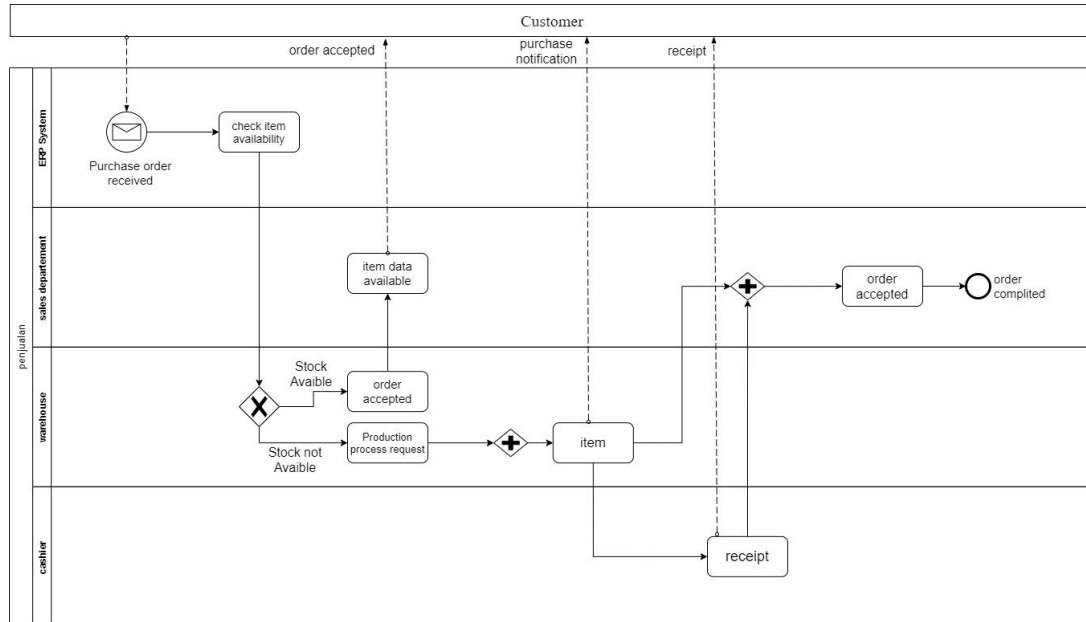 Customer
order accepted
purchase
notification
receipt
penjualan
ERP System
Purchase order
received
check item
availability
sales departement
item data
available
order
accepted
order
complited
warehouse
Stock
Avaible
order
accepted
Stock not
Avaible
Production
process request
item
cashier
receipt